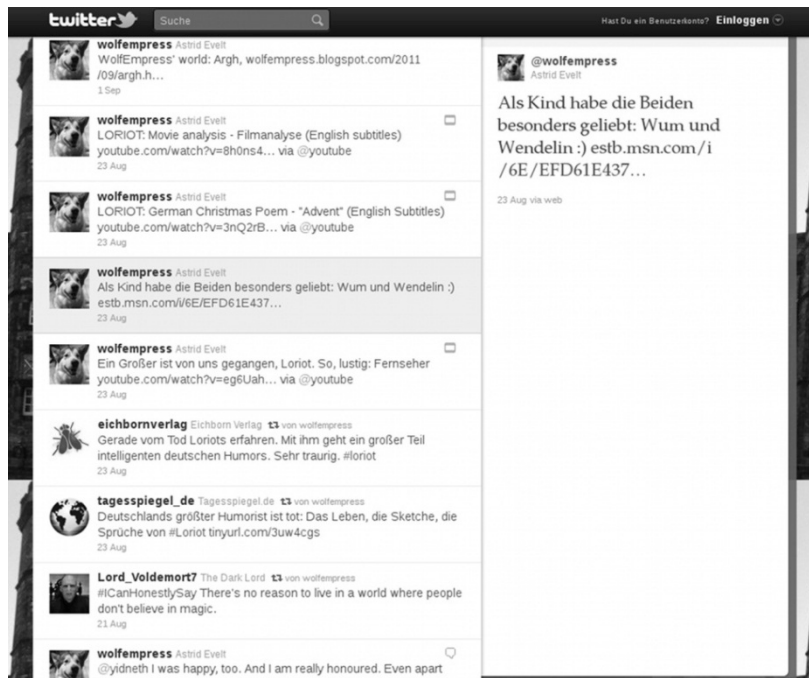 twitter
Suche
Hast Du ein Benutzerkonto? Einloggen
wolfempress Astrid Evelt
WolfEmpress' world: Argh, wolfempress.blogspot.com/2011
/09/argh.h…
1 Sep
wolfempress Astrid Evelt
LORIOT: Movie analysis - Filmanalyse (English subtitles)
youtube.com/watch?v=8h0ns4… via @youtube
23 Aug
wolfempress Astrid Evelt
LORIOT: German Christmas Poem - "Advent" (English Subtitles)
youtube.com/watch?v=3nQ2rB… via @youtube
23 Aug
wolfempress Astrid Evelt
Als Kind habe die Beiden besonders geliebt: Wum und Wendelin :)
estb.msn.com/i/6E/EFD61E437…
23 Aug
wolfempress Astrid Evelt
Ein Großer ist von uns gegangen, Loriot. So, lustig: Fernseher
youtube.com/watch?v=eg6Uah… via @youtube
23 Aug
eichbornverlag Eichborn Verlag von wolfempress
Gerade vom Tod Loriots erfahren. Mit ihm geht ein großer Teil
intelligenten deutschen Humors. Sehr traurig. #loriot
23 Aug
tagesspiegel_de Tagesspiegel.de von wolfempress
Deutschlands größter Humorist ist tot: Das Leben, die Sketche, die
Sprüche von #Loriot tinyurl.com/3uw4cgs
23 Aug
Lord_Voldemort7 The Dark Lord von wolfempress
#ICanHonestlySay There's no reason to live in a world where people
don't believe in magic.
21 Aug
wolfempress Astrid Evelt
@yidneth I was happy, too. And I am really honoured. Even apart
@wolfempress
Astrid Evelt
Als Kind habe die Beiden
besonders geliebt: Wum und
Wendelin :) estb.msn.com/i
/6E/EFD61E437…
23 Aug via web